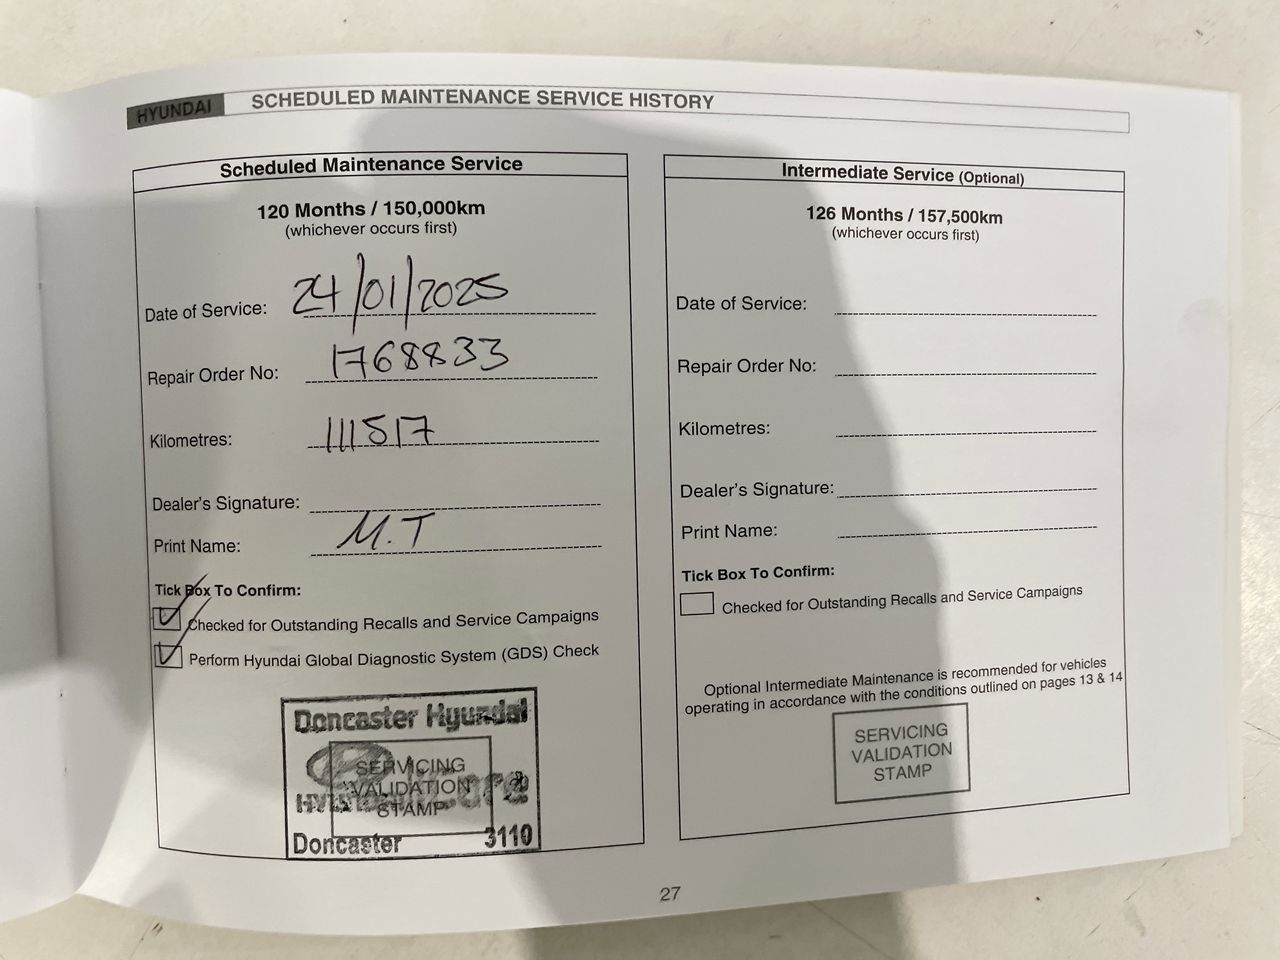 HYUNDAI SCHEDULED MAINTENANCE SERVICE HISTORY
Scheduled Maintenance Service
120 Months / 150,000km
(whichever occurs first)
Date of Service: 24/01/2025
Repair Order No: 1768833
Kilometres: 111517
Dealer's Signature:
Print Name: M.T
Tick Box To Confirm:
Checked for Outstanding Recalls and Service Campaigns
Perform Hyundai Global Diagnostic System (GDS) Check
Doncaster Hyundai
SERVICING
VALIDATION
STAMP
Doncaster 3110
Intermediate Service (Optional)
126 Months / 157,500km
(whichever occurs first)
Date of Service:
Repair Order No:
Kilometres:
Dealer's Signature:
Print Name:
Tick Box To Confirm:
Checked for Outstanding Recalls and Service Campaigns
Optional Intermediate Maintenance is recommended for vehicles
operating in accordance with the conditions outlined on pages 13 & 14
SERVICING
VALIDATION
STAMP
27